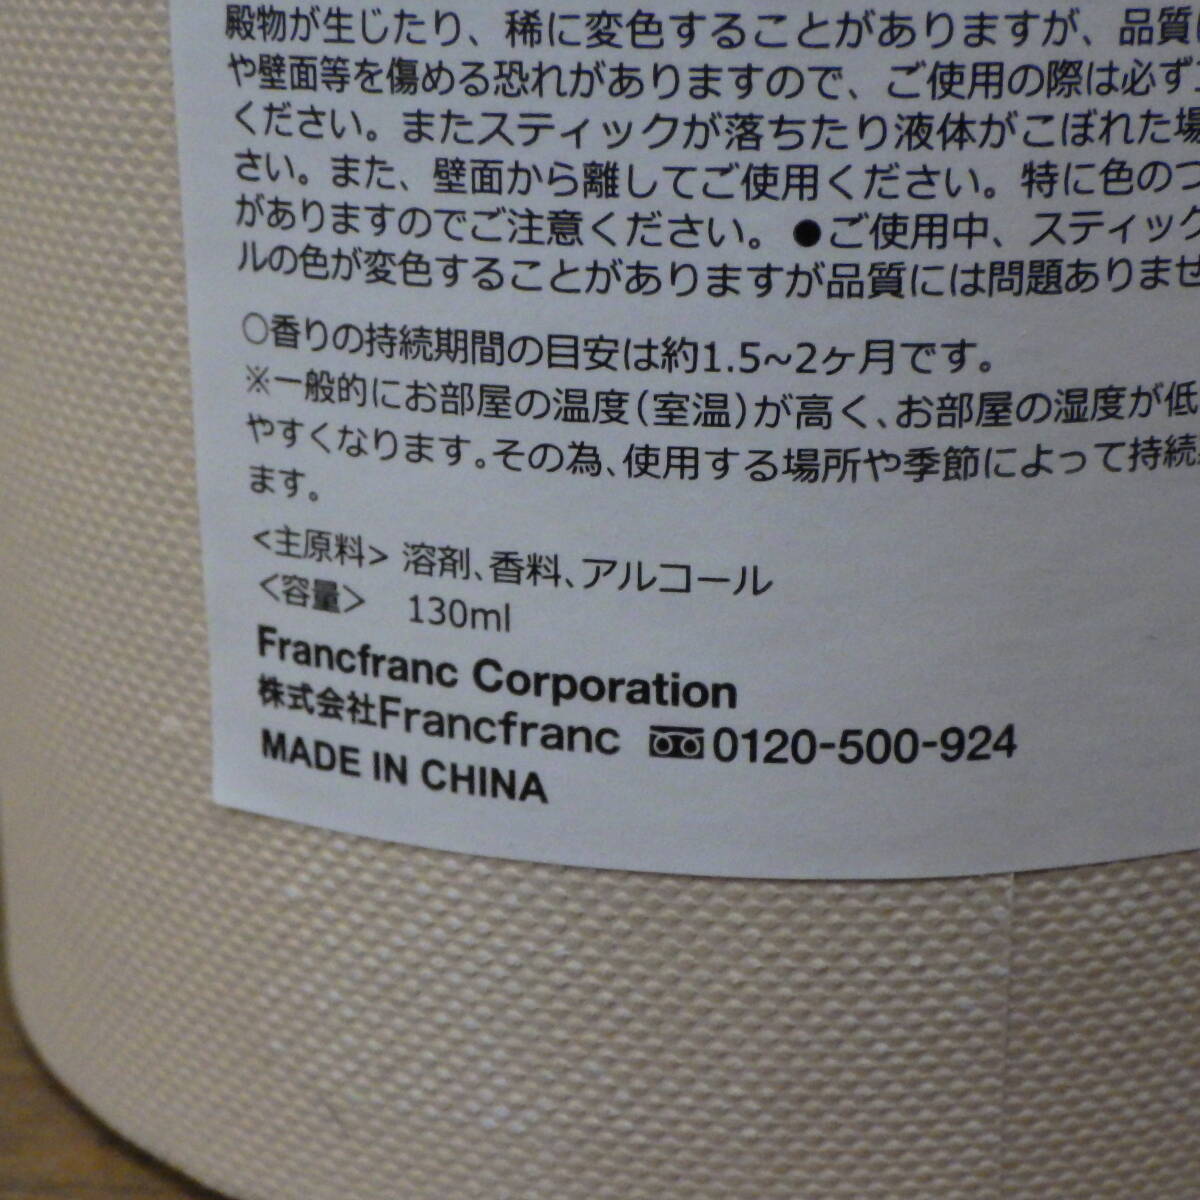 殿物が生じたり、稀に変色することがありますが、品質
や壁面等を傷める恐れがありますので、ご使用の際は必ず
ください。またスティックが落ちたり液体がこぼれた場
さい。また、壁面から離してご使用ください。特に色のつ
がありますのでご注意ください。●ご使用中、スティック
ルの色が変色することがありますが品質には問題ありませ
○香りの持続期間の目安は約1.5~2ヶ月です。
※一般的にお部屋の温度(室温)が高く、お部屋の湿度が低
やすくなります。その為、使用する場所や季節によって持続
ます。
<主原料> 溶剤、香料、アルコール
<容量> 130ml
Francfranc Corporation
株式会社Francfranc 0120-500-924
MADE IN CHINA